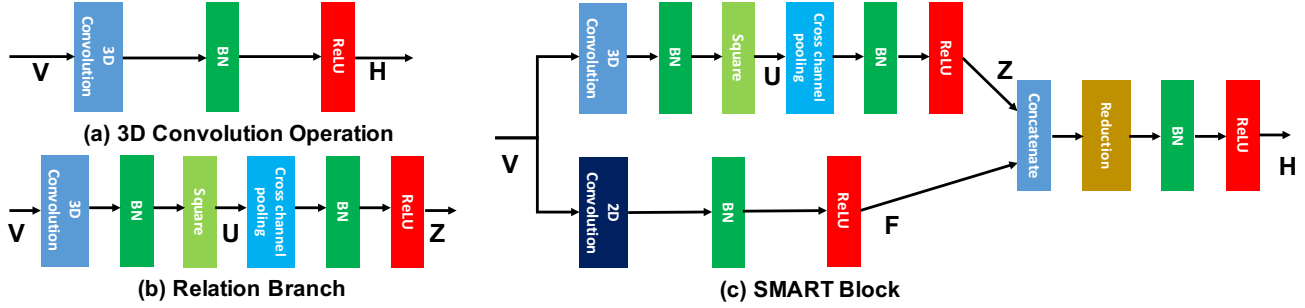 V
3D
Convolution
BN
ReLU
H
(a) 3D Convolution Operation
V
3D
Convolution
BN
Square
U
Cross channel
pooling
BN
ReLU
Z
(b) Relation Branch
V
3D
Convolution
BN
Square
U
Cross channel
pooling
BN
ReLU
Z
2D
Convolution
BN
ReLU
F
Concatenate
Reduction
BN
ReLU
H
(c) SMART Block